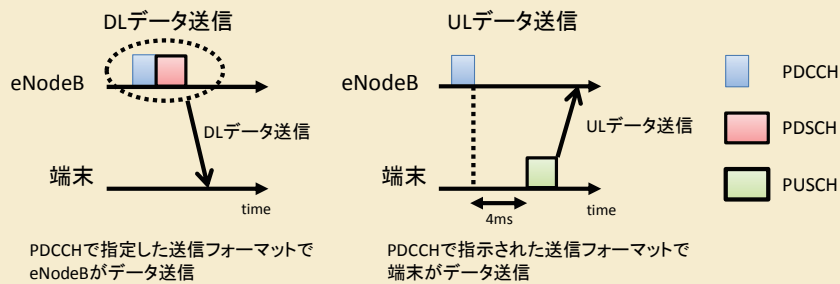 DLデータ送信
eNodeB
DLデータ送信
端末
time
PDCCHで指定した送信フォーマットで
eNodeBがデータ送信
ULデータ送信
eNodeB
ULデータ送信
端末
4ms
time
PDCCHで指示された送信フォーマットで
端末がデータ送信
PDCCH
PDSCH
PUSCH